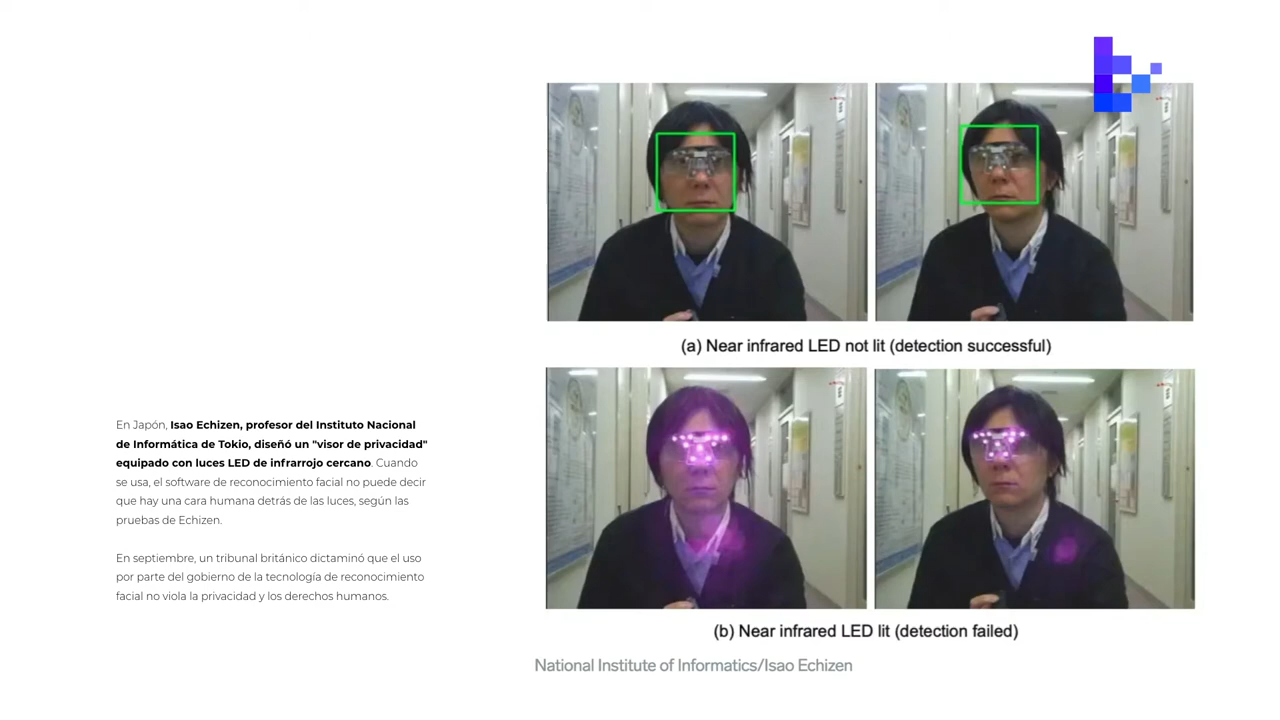 (a) Near infrared LED not lit (detection successful)
En Japón, Isao Echizen, profesor del Instituto Nacional
de Informática de Tokio, diseñó un "visor de privacidad"
equipado con luces LED de infrarrojo cercano. Cuando
se usa, el software de reconocimiento facial no puede decir
que hay una cara humana detrás de las luces, según las
pruebas de Echizen.
En septiembre, un tribunal británico dictaminó que el uso
por parte del gobierno de la tecnología de reconocimiento
facial no viola la privacidad y los derechos humanos.
(b) Near infrared LED lit (detection failed)
National Institute of Informatics/Isao Echizen